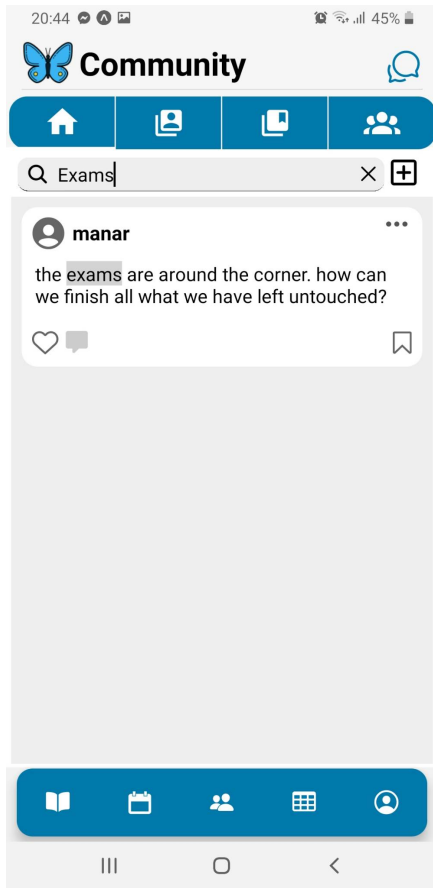 20:44 45%
Community
Exams
manar
the exams are around the corner. how can
we finish all what we have left untouched?